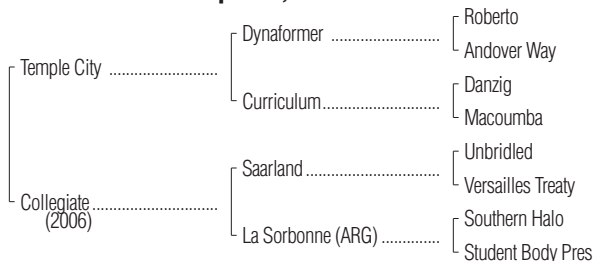 Roberto
Dynaformer
Andover Way
Temple City
Danzig
Curriculum
Macoumba
Unbridled
Saarland
Versailles Treaty
Collegiate
(2006)
Southern Halo
La Sorbonne (ARG)
Student Body Pres